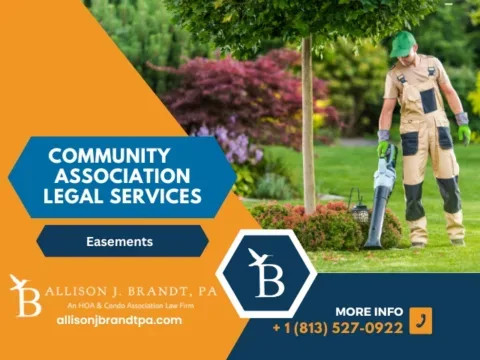 COMMUNITY
ASSOCIATION
LEGAL SERVICES
Easements
B
ALLISON J. BRANDT, PA
An HOA & Condo Association Law Firm
allisonjbrandtpa.com
B
MORE INFO
+ 1 (813) 527-0922